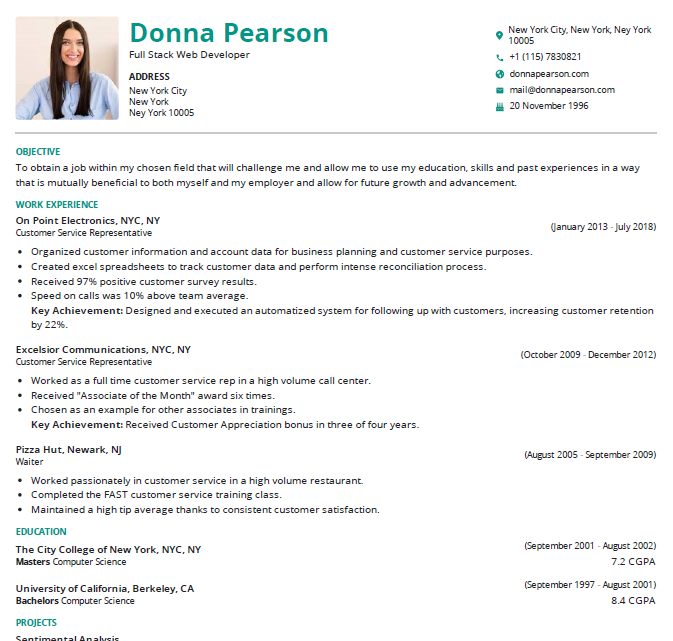 Donna Pearson
Full Stack Web Developer
ADDRESS
New York City
New York
Ney York 10005
New York City, New York, Ney York
10005
+1 (115) 7830821
donnapearson.com
mail@donnapearson.com
20 November 1996
OBJECTIVE
To obtain a job within my chosen field that will challenge me and allow me to use my education, skills and past experiences in a way
that is mutually beneficial to both myself and my employer and allow for future growth and advancement.
WORK EXPERIENCE
On Point Electronics, NYC, NY
(January 2013 - July 2018)
Customer Service Representative
• Organized customer information and account data for business planning and customer service purposes.
• Created excel spreadsheets to track customer data and perform intense reconciliation process.
• Received 97% positive customer survey results.
• Speed on calls was 10% above team average.
Key Achievement: Designed and executed an automatized system for following up with customers, increasing customer retention
by 22%.
Excelsior Communications, NYC, NY
(October 2009 - December 2012)
Customer Service Representative
• Worked as a full time customer service rep in a high volume call center.
• Received "Associate of the Month" award six times.
• Chosen as an example for other associates in trainings.
Key Achievement: Received Customer Appreciation bonus in three of four years.
Pizza Hut, Newark, NJ
(August 2005 - September 2009)
Waiter
• Worked passionately in customer service in a high volume restaurant.
• Completed the FAST customer service training class.
• Maintained a high tip average thanks to consistent customer satisfaction.
EDUCATION
The City College of New York, NYC, NY
(September 2001 - August 2002)
Masters Computer Science
7.2 CGPA
University of California, Berkeley, CA
(September 1997 - August 2001)
Bachelors Computer Science
8.4 CGPA
PROJECTS
Sentimental Analysis